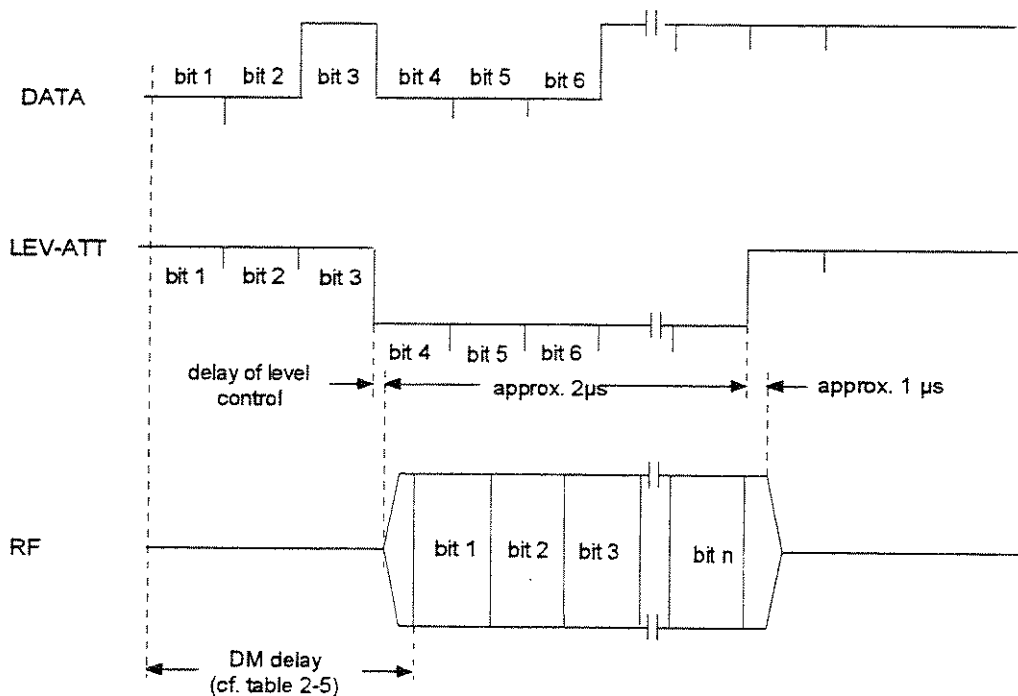 bit 1 bit 2 bit 3 bit 4 bit 5 bit 6
DATA
LEV-ATT
bit 1 bit 2 bit 3
bit 4 bit 5 bit 6
delay of level
control
approx. 2µs
approx. 1 µs
RF
bit 1 bit 2 bit 3 bit n
DM delay
(cf. table 2-5)